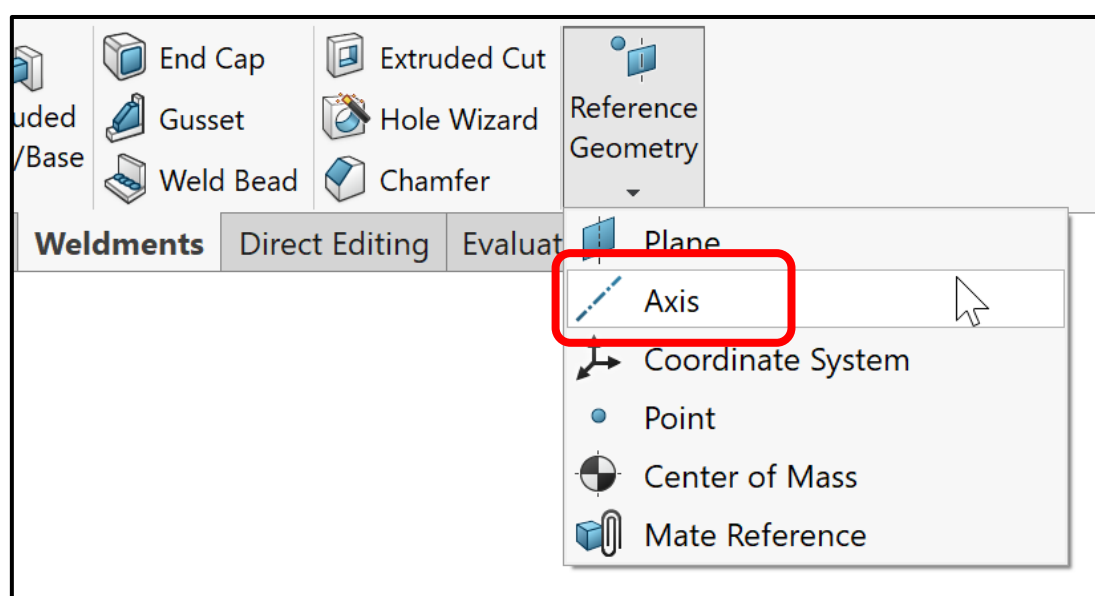 End Cap
Extruded Cut
Reference
Geometry
uded
/Base
Gusset
Hole Wizard
Weld Bead
Chamfer
Weldments
Direct Editing
Evaluat
Plane
Axis
Coordinate System
Point
Center of Mass
Mate Reference